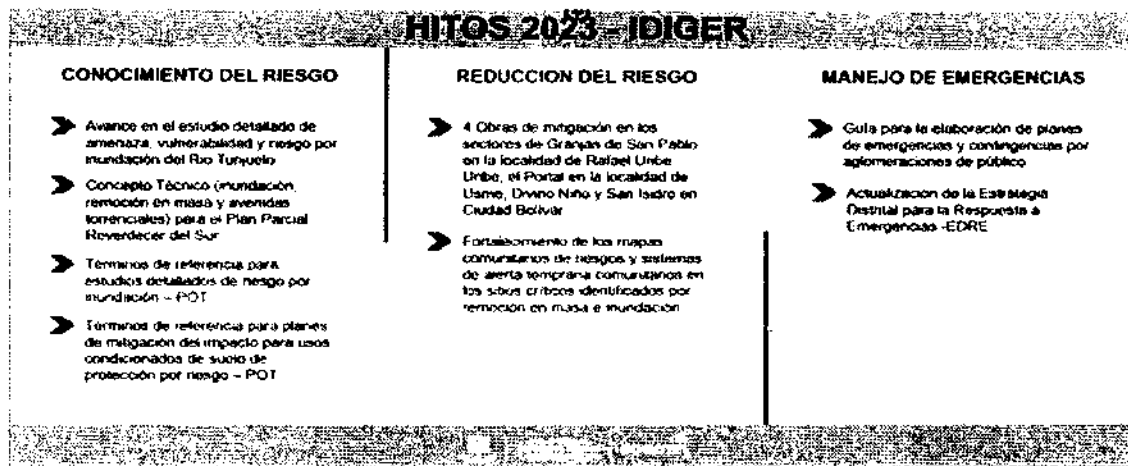 HITOS 2023 - IDIGER
CONOCIMIENTO DEL RIESGO
Avance en el estudio detallado de
amenaza, vulnerabilidad y riesgo por
inundación del Rio Tunjuelo
Concepto Técnico (inundación,
remoción en masa y avenidas
torrenciales) para el Plan Parcial
Reverdecer del Sur
Términos de referencia para
estudios detallados de riesgo por
inundación – POT
Términos de referencia para planes
de mitigación del impacto para usos
condicionados de suelo de
protección por riesgo – POT
REDUCCION DEL RIESGO
4 Obras de mitigación en los
sectores de Granjas de San Pablo
en la localidad de Rafael Uribe
Uribe, el Portal en la localidad de
Usme, Divino Niño y San Isidro en
Ciudad Bolívar
Fortalecimiento de los mapas
comunitarios de riesgos y sistemas
de alerta temprana comunitarios en
los sitios críticos identificados por
remoción en masa e inundación
MANEJO DE EMERGENCIAS
Guía para la elaboración de planes
de emergencias y contingencias por
aglomeraciones de público
Actualización de la Estrategia
Distrital para la Respuesta a
Emergencias -EDRE